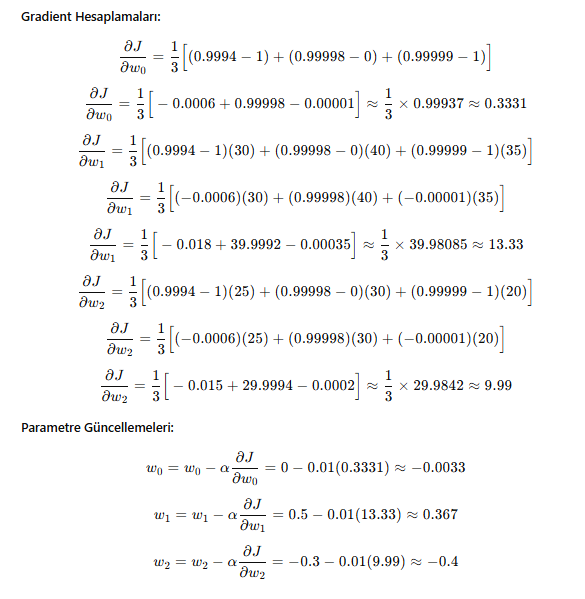 Gradient Hesaplamaları:
∂J/∂w₀ = 1/3 [(0.9994 − 1) + (0.99998 − 0) + (0.99999 − 1)]
∂J/∂w₀ = 1/3 [ − 0.0006 + 0.99998 − 0.00001] ≈ 1/3 × 0.99937 ≈ 0.3331
∂J/∂w₁ = 1/3 [(0.9994 − 1)(30) + (0.99998 − 0)(40) + (0.99999 − 1)(35)]
∂J/∂w₁ = 1/3 [(−0.0006)(30) + (0.99998)(40) + (−0.00001)(35)]
∂J/∂w₁ = 1/3 [ − 0.018 + 39.9992 − 0.00035] ≈ 1/3 × 39.98085 ≈ 13.33
∂J/∂w₂ = 1/3 [(0.9994 − 1)(25) + (0.99998 − 0)(30) + (0.99999 − 1)(20)]
∂J/∂w₂ = 1/3 [(−0.0006)(25) + (0.99998)(30) + (−0.00001)(20)]
∂J/∂w₂ = 1/3 [ − 0.015 + 29.9994 − 0.0002] ≈ 1/3 × 29.9842 ≈ 9.99
Parametre Güncellemeleri:
w₀ = w₀ − α ∂J/∂w₀ = 0 − 0.01(0.3331) ≈ −0.0033
w₁ = w₁ − α ∂J/∂w₁ = 0.5 − 0.01(13.33) ≈ 0.367
w₂ = w₂ − α ∂J/∂w₂ = −0.3 − 0.01(9.99) ≈ −0.4